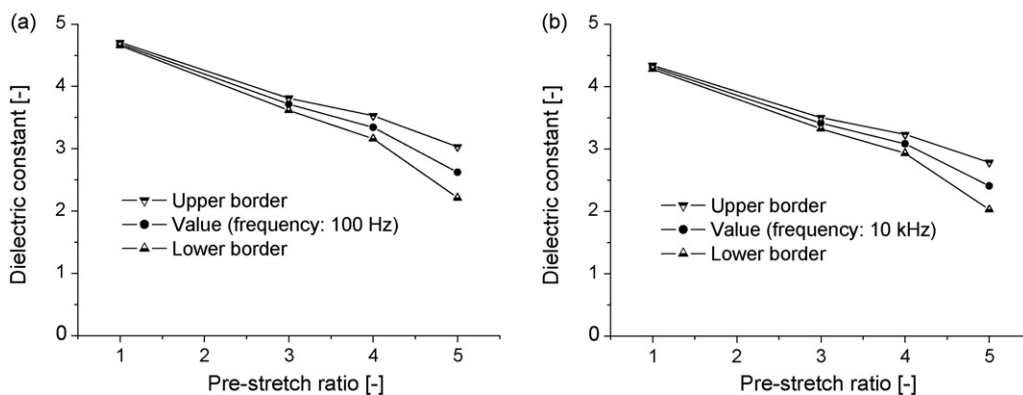 (a)
5
4
3
2
1
0
Dielectric constant [-]
Upper border
Value (frequency: 100 Hz)
Lower border
1 2 3 4 5
Pre-stretch ratio [-]
(b)
5
4
3
2
1
0
Dielectric constant [-]
Upper border
Value (frequency: 10 kHz)
Lower border
1 2 3 4 5
Pre-stretch ratio [-]